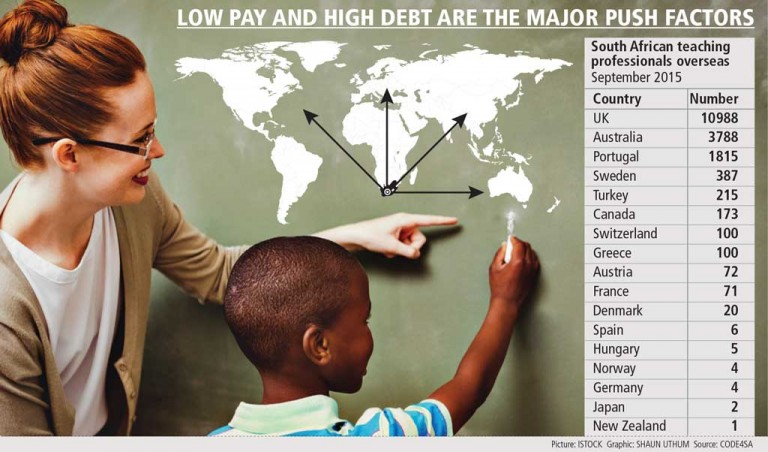 LOW PAY AND HIGH DEBT ARE THE MAJOR PUSH FACTORS
South African teaching
professionals overseas
September 2015
Country Number
UK 10988
Australia 3788
Portugal 1815
Sweden 387
Turkey 215
Canada 173
Switzerland 100
Greece 100
Austria 72
France 71
Denmark 20
Spain 6
Hungary 5
Norway 4
Germany 4
Japan 2
New Zealand 1
Picture: ISTOCK Graphic: SHAUN UTHUM Source: CODE4SA